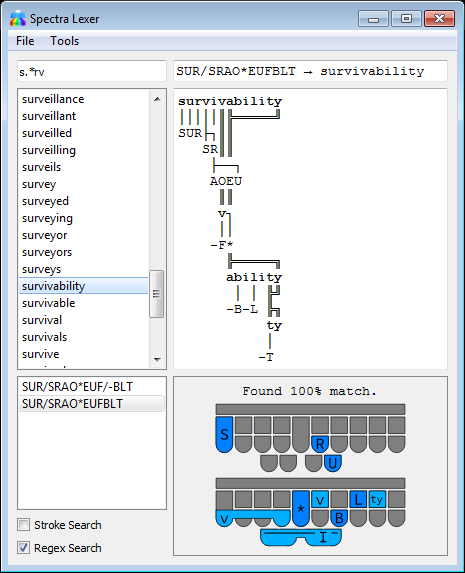 Spectra Lexer
File Tools
s.*rv
SUR/SRAO*EUFBLT → survivability
surveillance
surveillant
surveilled
surveilling
surveils
survey
surveyed
surveying
surveyor
surveyors
surveys
survivability
survivable
survival
survivals
survive
survivability
SUR
SR
AOEU
v
-F*
ability
-B-L
ty
-T
SUR/SRAO*EUF/-BLT
SUR/SRAO*EUFBLT
Stroke Search
Regex Search
Found 100% match.
S
R
U
v * v L ty
B
I